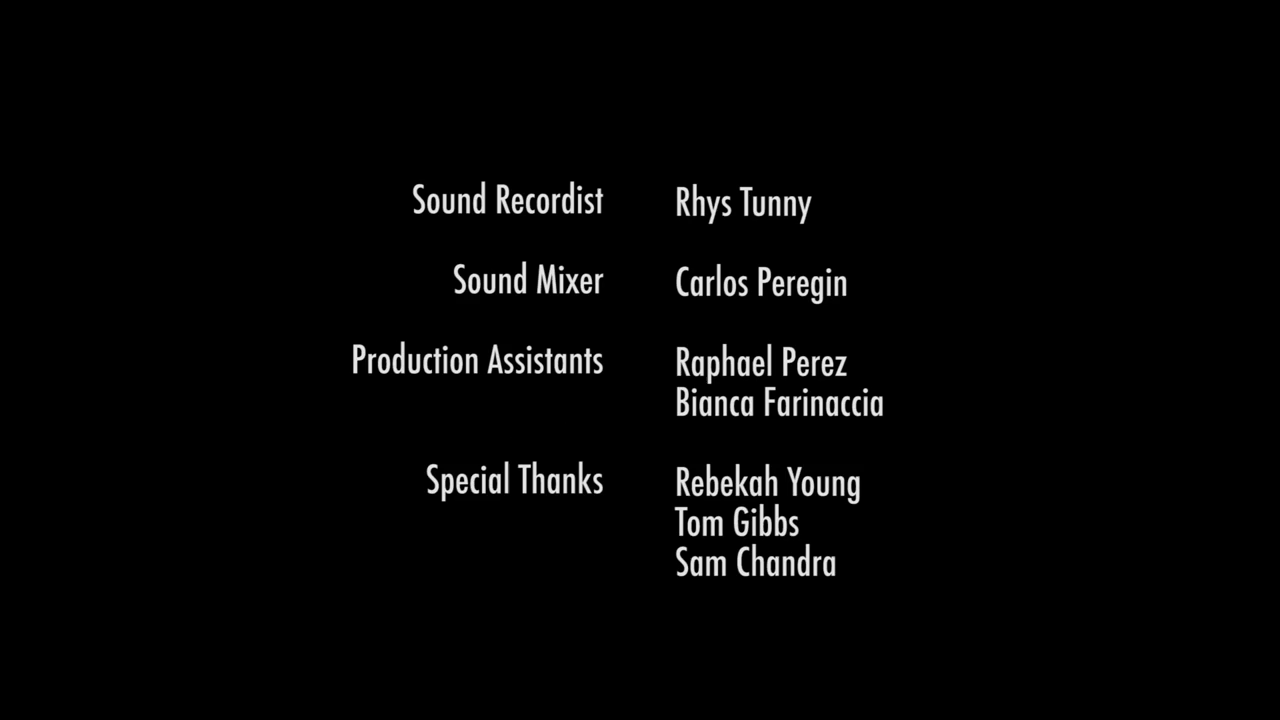 Sound Recordist Rhys Tunny
Sound Mixer Carlos Peregin
Production Assistants Raphael Perez
Bianca Farinaccia
Special Thanks Rebekah Young
Tom Gibbs
Sam Chandra